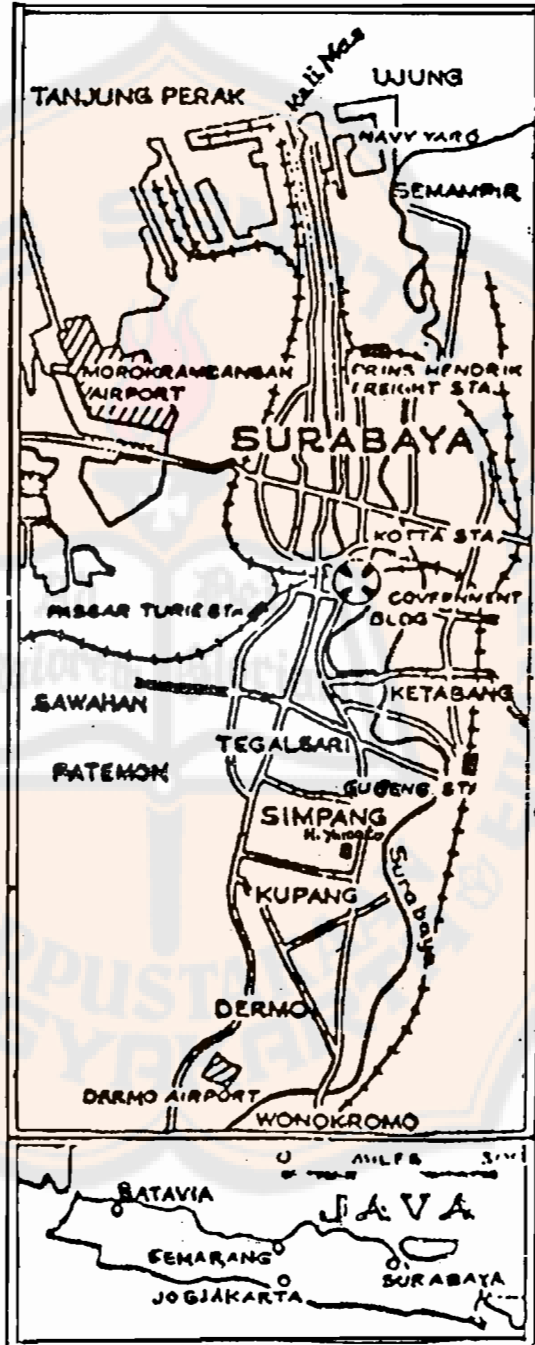 Kali Mas
UJUNG
TANJUNG PERAK
NAVY YARD
SEMAMPIR
MOROKRAMBANGAN
AIRPORT
PRINS HENDRIK
FREIGHT STA.
SURABAYA
KOTTA STA
PASSAR TURIE STA
GOVERNMENT
BLDG
SAWAHAN
KETABANG
TEGALSARI
PATEMON
GUBENG STA
SIMPANG
Surabaya
KUPANG
DERMO
DERMO AIRPORT
WONOKROMO
O
MILES
BATAVIA
JAVA
SEMARANG
SURABAYA
JOGJAKARTA